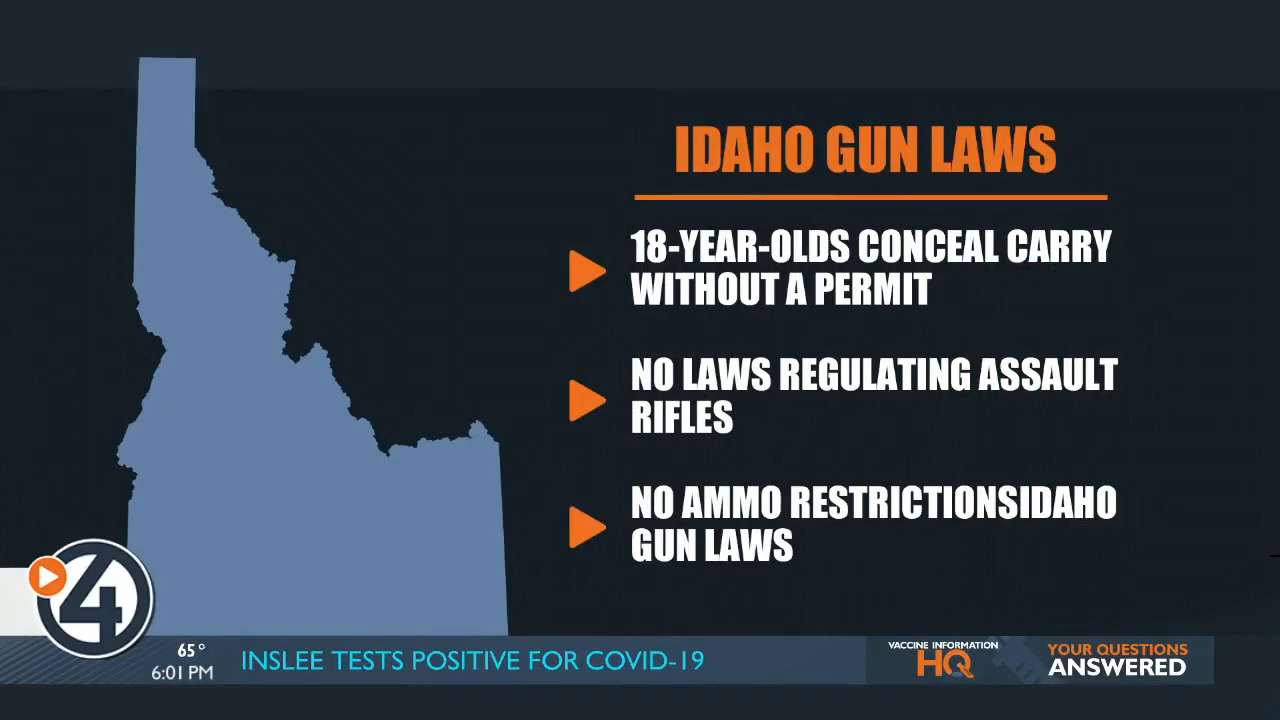 IDAHO GUN LAWS
18-YEAR-OLDS CONCEAL CARRY
WITHOUT A PERMIT
NO LAWS REGULATING ASSAULT
RIFLES
NO AMMO RESTRICTIONSIDAHO
GUN LAWS
4
65°
6:01 PM
INSLEE TESTS POSITIVE FOR COVID-19
VACCINE INFORMATION
HQ
YOUR QUESTIONS
ANSWERED